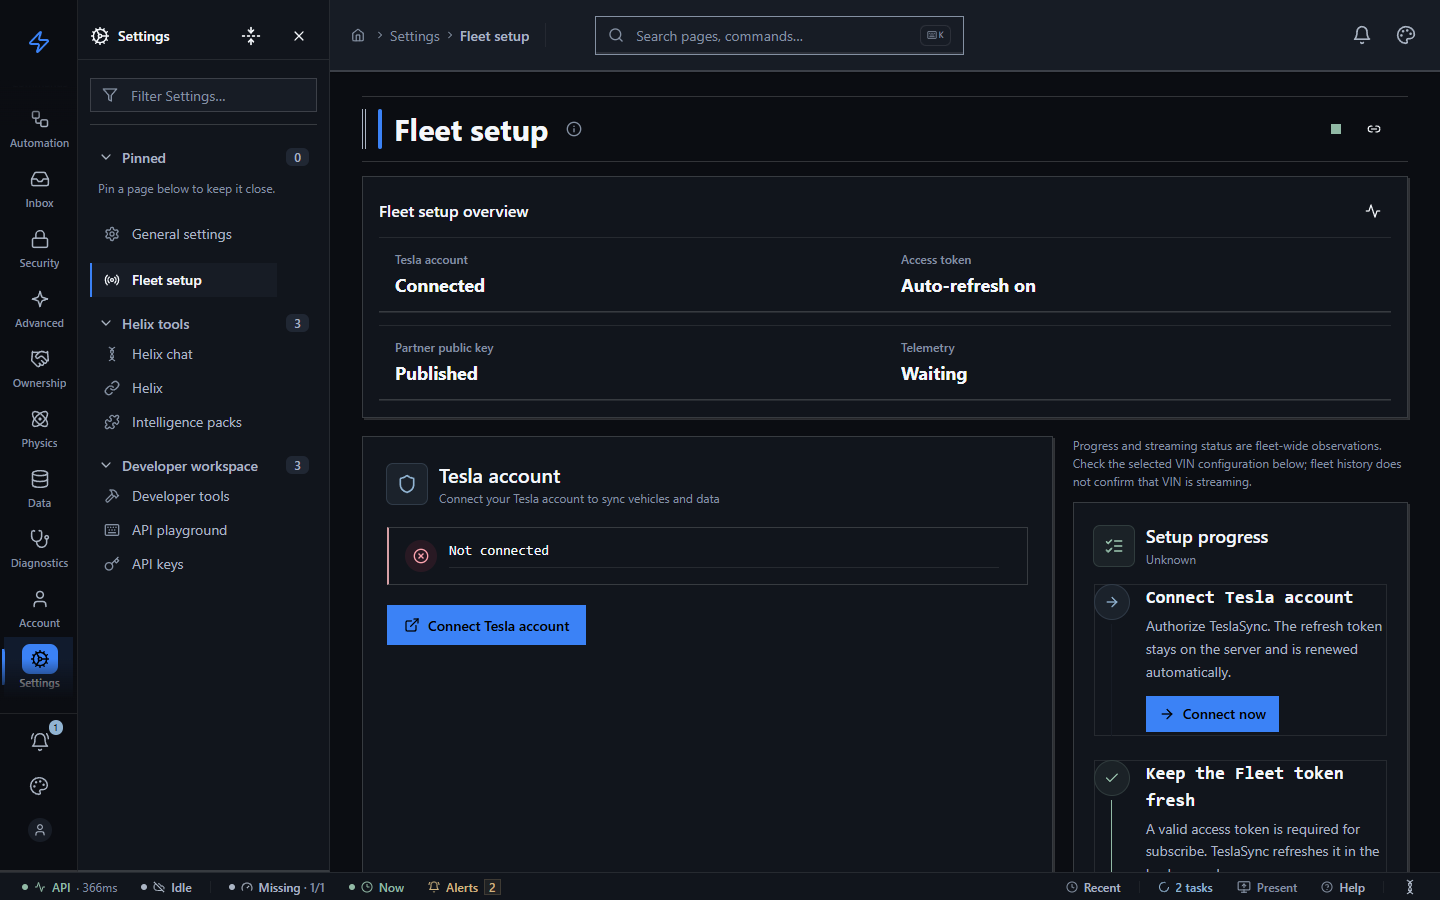 Settings
Settings
Fleet setup
Search pages, commands...
K
Filter Settings...
Automation
Inbox
Security
Advanced
Ownership
Physics
Data
Diagnostics
Account
Settings
1
Pinned
0
Pin a page below to keep it close.
General settings
Fleet setup
Helix tools
3
Helix chat
Helix
Intelligence packs
Developer workspace
3
Developer tools
API playground
API keys
Fleet setup
Fleet setup overview
Tesla account
Connected
Access token
Auto-refresh on
Partner public key
Published
Telemetry
Waiting
Tesla account
Connect your Tesla account to sync vehicles and data
Not connected
Connect Tesla account
Progress and streaming status are fleet-wide observations.
Check the selected VIN configuration below; fleet history does
not confirm that VIN is streaming.
Setup progress
Unknown
Connect Tesla account
Authorize TeslaSync. The refresh token
stays on the server and is renewed
automatically.
Connect now
Keep the Fleet token
fresh
A valid access token is required for
subscribe. TeslaSync refreshes it in the
API · 366ms
Idle
Missing · 1/1
Now
Alerts 2
Recent
2 tasks
Present
Help